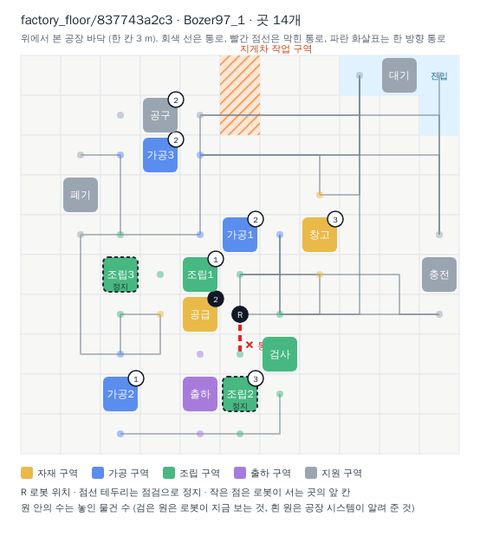 factory_floor/837743a2c3 · Bozer97_1 · 곳 14개
위에서 본 공장 바닥 (한 칸 3 m). 회색 선은 통로, 빨간 점선은 막힌 통로, 파란 화살표는 한 방향 통로
지게차 작업 구역
대기
진입
2
공구
2
가공3
폐기
2
가공1
3
창고
조립3
정지
1
조립1
충전
2
공급
R
✖
검사
1
가공2
출하
3
조립2
정지
자재 구역
가공 구역
조립 구역
출하 구역
지원 구역
R 로봇 위치 · 점선 테두리는 점검으로 정지 · 작은 점은 로봇이 서는 곳의 앞 칸
원 안의 수는 놓인 물건 수 (검은 원은 로봇이 지금 보는 것, 흰 원은 공장 시스템이 알려 준 것)